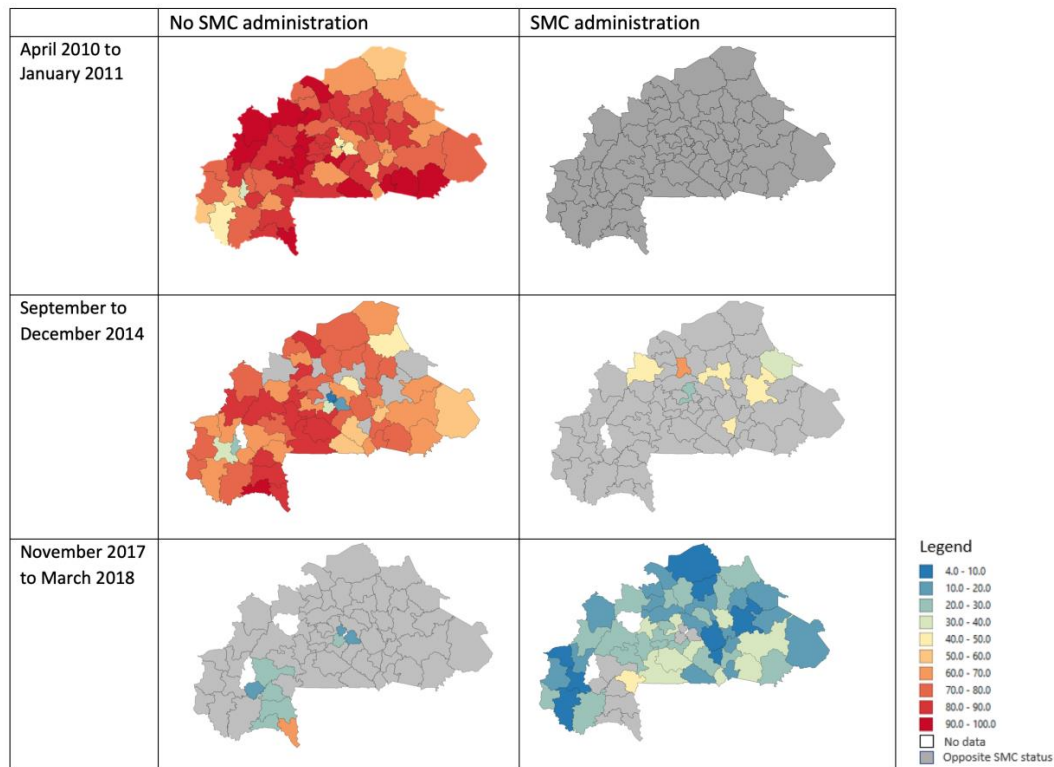 No SMC administration
SMC administration
April 2010 to
January 2011
September to
December 2014
November 2017
to March 2018
Legend
4.0 - 10.0
10.0 - 20.0
20.0 - 30.0
30.0 - 40.0
40.0 - 50.0
50.0 - 60.0
60.0 - 70.0
70.0 - 80.0
80.0 - 90.0
90.0 - 100.0
No data
Opposite SMC status